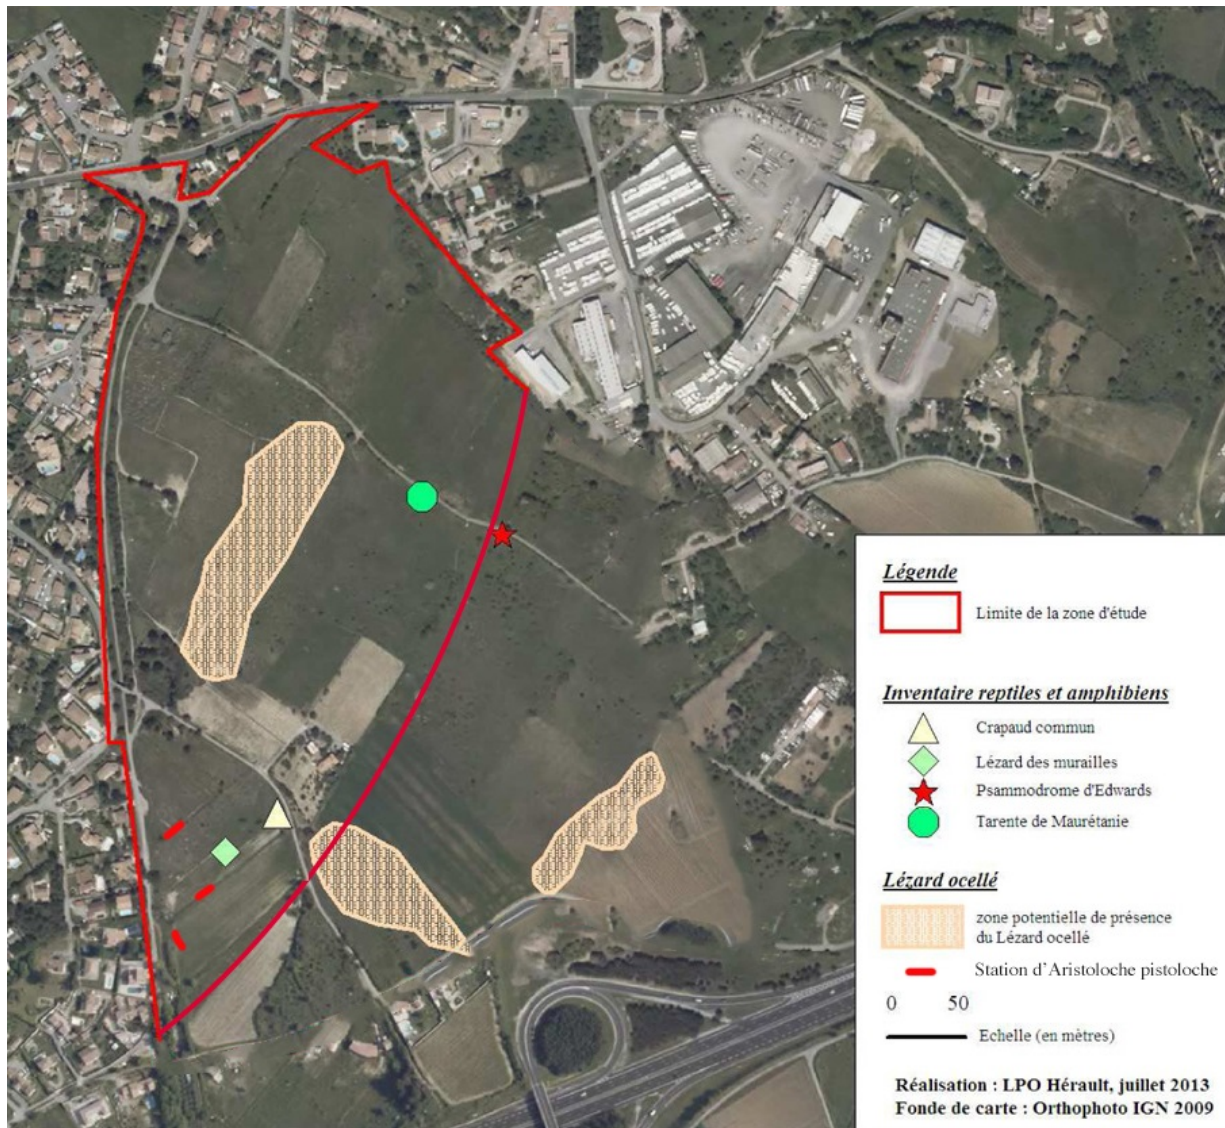 Légende
Limite de la zone d'étude
Inventaire reptiles et amphibiens
Crapaud commun
Lézard des murailles
Psammodrome d'Edwards
Tarente de Maurétanie
Lézard ocellé
zone potentielle de présence
du Lézard ocellé
Station d'Aristoloche pistoloche
0 50
Echelle (en mètres)
Réalisation : LPO Hérault, juillet 2013
Fonde de carte : Orthophoto IGN 2009